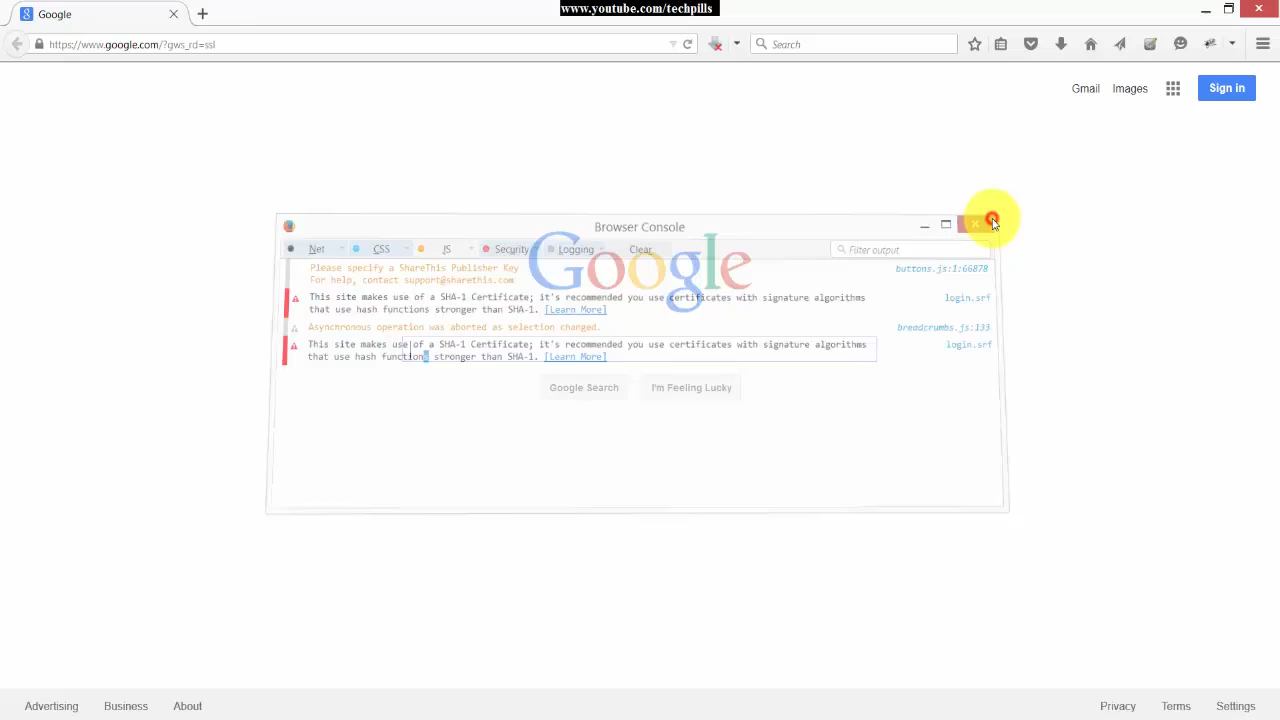 www.youtube.com/techpills
Google
https://www.google.com/?gws_rd=ssl
Search
Gmail Images Sign in
Browser Console
Net CSS JS Security Logging Clear Filter output
Google
Please specify a ShareThis Publisher Key buttons.js:1:66878
For help, contact support@sharethis.com
This site makes use of a SHA-1 Certificate; it's recommended you use certificates with signature algorithms login.srf
that use hash functions stronger than SHA-1. [Learn More]
Asynchronous operation was aborted as selection changed. breadcrumbs.js:133
This site makes use of a SHA-1 Certificate; it's recommended you use certificates with signature algorithms login.srf
that use hash functions stronger than SHA-1. [Learn More]
Google Search I'm Feeling Lucky
Advertising Business About Privacy Terms Settings